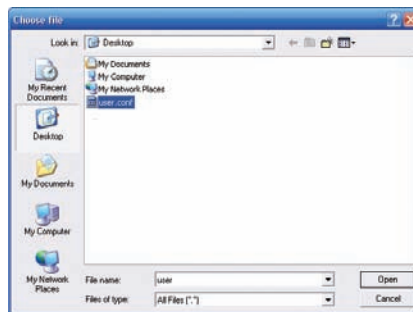 Choose file
Look in:
Desktop
My Recent
Documents
Desktop
My Documents
My Computer
My Network
Places
My Documents
My Computer
My Network Places
user.conf
File name:
user
Open
Files of type:
All Files (*.*)
Cancel